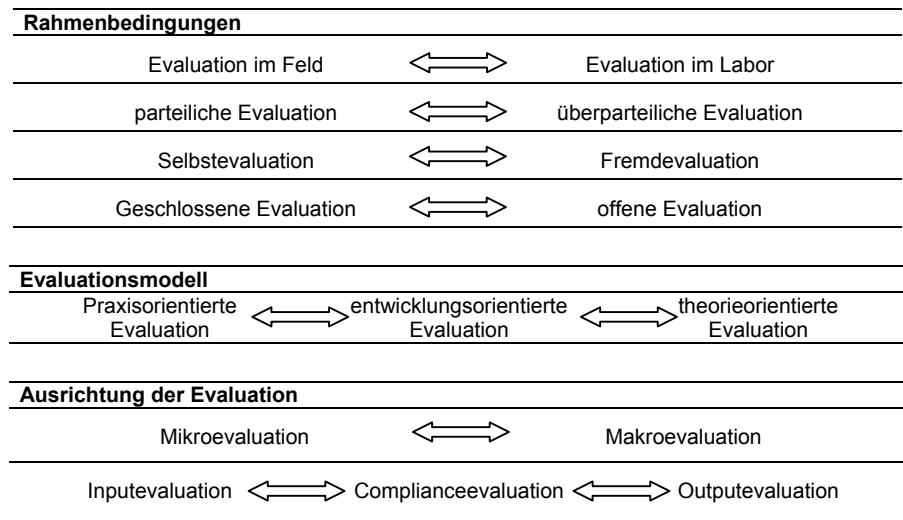 Rahmenbedingungen
Evaluation im Feld Evaluation im Labor
parteiliche Evaluation überparteiliche Evaluation
Selbstevaluation Fremdevaluation
Geschlossene Evaluation offene Evaluation
Evaluationsmodell
Praxisorientierte entwicklungsorientierte theorieorientierte
Evaluation Evaluation Evaluation
Ausrichtung der Evaluation
Mikroevaluation Makroevaluation
Inputevaluation Complianceevaluation Outputevaluation